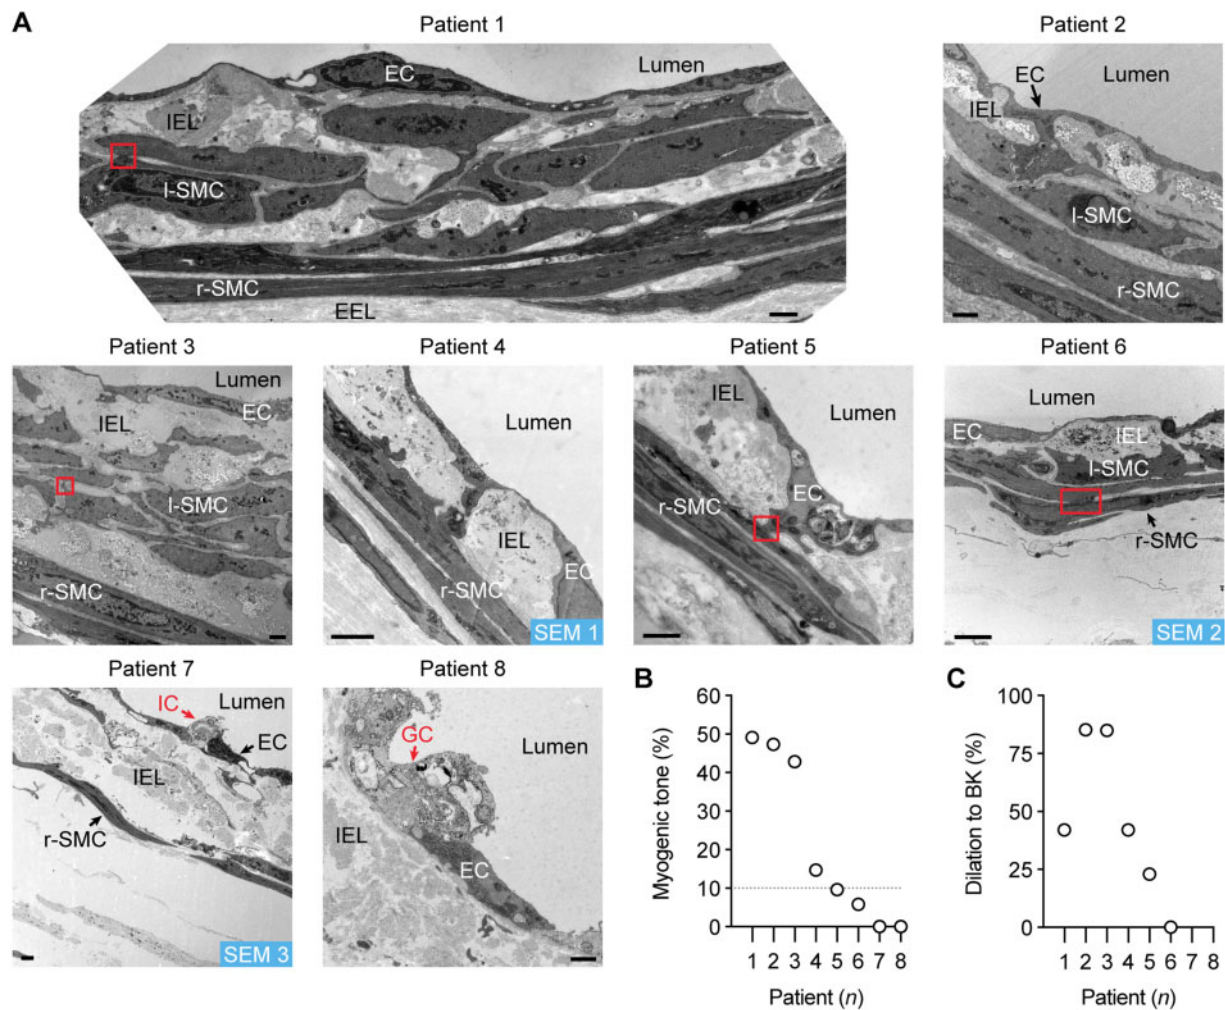 A
Patient 1
Patient 2
EC
Lumen
IEL
l-SMC
r-SMC
EEL
EC
Lumen
IEL
l-SMC
r-SMC
Patient 3
Patient 4
Patient 5
Patient 6
Lumen
EC
IEL
l-SMC
r-SMC
Lumen
IEL
r-SMC
EC
SEM 1
IEL
Lumen
EC
r-SMC
Lumen
EC
IEL
l-SMC
r-SMC
SEM 2
Patient 7
Patient 8
IC
Lumen
EC
IEL
r-SMC
SEM 3
GC
Lumen
IEL
EC
B
Myogenic tone (%)
60
50
40
30
20
10
0
1 2 3 4 5 6 7 8
Patient (n)
C
Dilation to BK (%)
100
75
50
25
0
1 2 3 4 5 6 7 8
Patient (n)